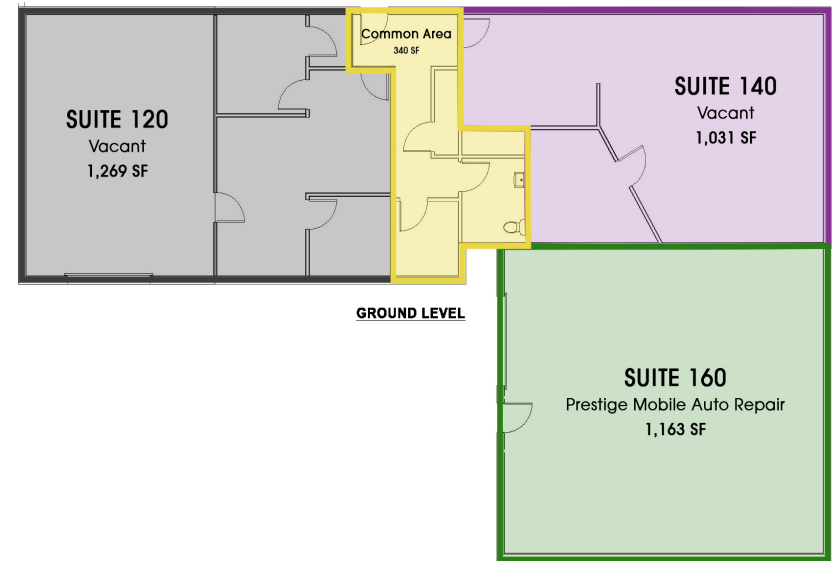 Common Area
340 SF
SUITE 120
Vacant
1,269 SF
SUITE 140
Vacant
1,031 SF
GROUND LEVEL
SUITE 160
Prestige Mobile Auto Repair
1,163 SF